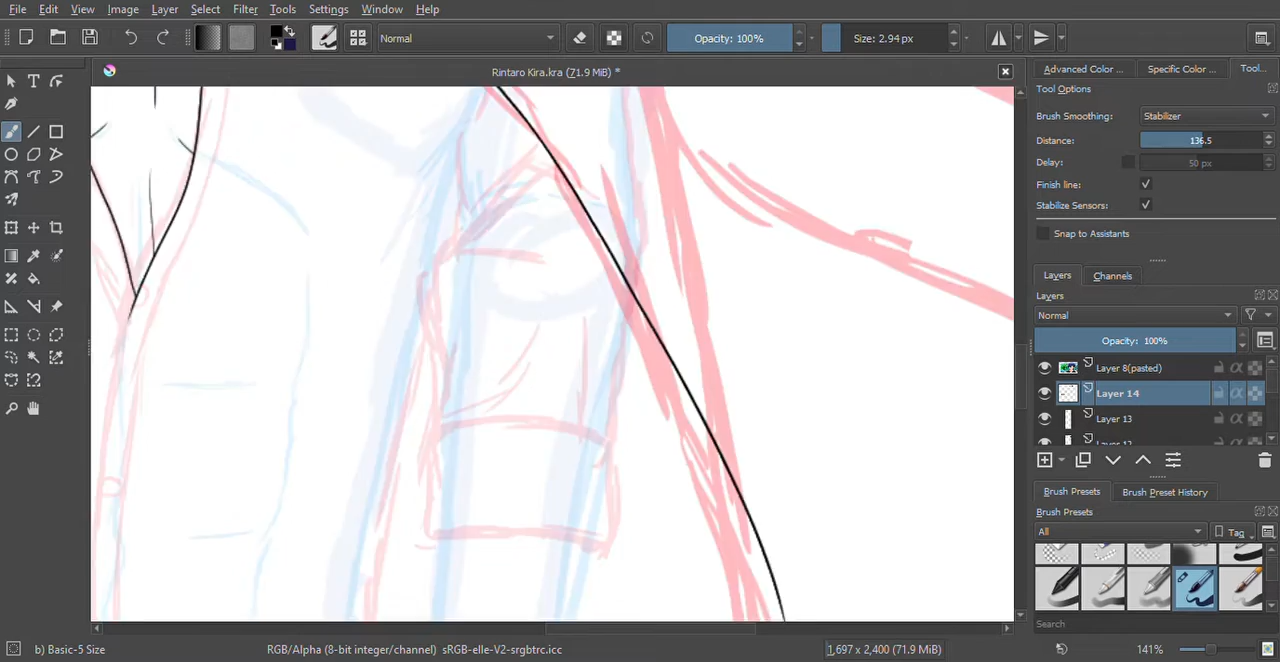 File Edit View Image Layer Select Filter Tools Settings Window Help
Normal
Opacity: 100%
Size: 2.94 px
Rintaro Kira.kra (71.9 MiB) *
Advanced Color ...
Specific Color ...
Tool...
Tool Options
Brush Smoothing: Stabilizer
Distance: 136.5
Delay: 50 px
Finish line:
Stabilize Sensors:
Snap to Assistants
Layers Channels
Layers
Normal
Opacity: 100%
Layer 8(pasted)
Layer 14
Layer 13
Brush Presets Brush Preset History
Brush Presets
All Tag
Search
b) Basic-5 Size
RGB/Alpha (8-bit integer/channel) sRGB-elle-V2-srgbtrc.icc
1,697 x 2,400 (71.9 MiB)
141%